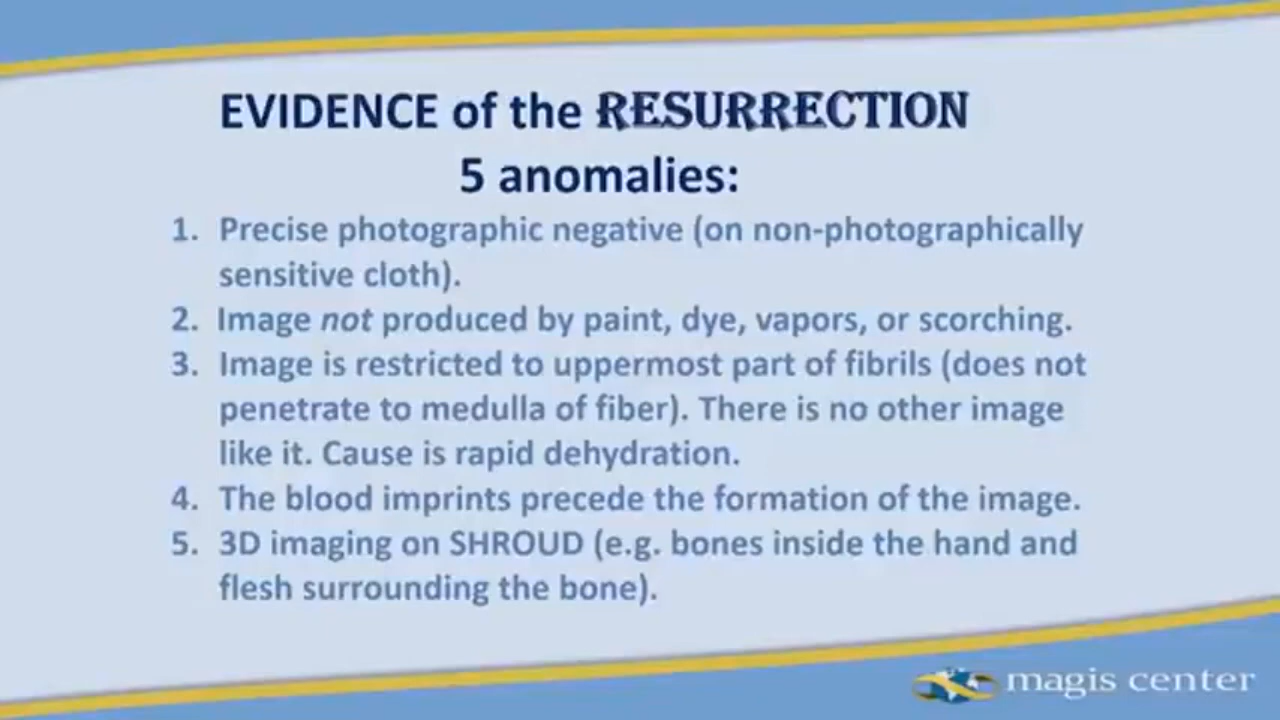 EVIDENCE of the RESURRECTION
5 anomalies:
1. Precise photographic negative (on non-photographically
sensitive cloth).
2. Image not produced by paint, dye, vapors, or scorching.
3. Image is restricted to uppermost part of fibrils (does not
penetrate to medulla of fiber). There is no other image
like it. Cause is rapid dehydration.
4. The blood imprints precede the formation of the image.
5. 3D imaging on SHROUD (e.g. bones inside the hand and
flesh surrounding the bone).
magis center